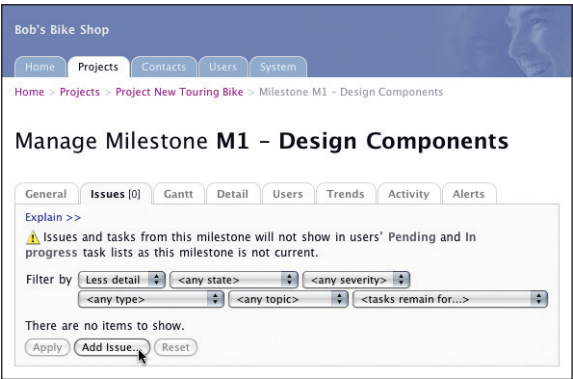 Bob's Bike Shop
Home Projects Contacts Users System
Home > Projects > Project New Touring Bike > Milestone M1 – Design Components
Manage Milestone M1 – Design Components
General Issues [0] Gantt Detail Users Trends Activity Alerts
Explain >>
Issues and tasks from this milestone will not show in users' Pending and In
progress task lists as this milestone is not current.
Filter by Less detail <any state> <any severity>
<any type> <any topic> <tasks remain for...>
There are no items to show.
Apply Add Issue... Reset